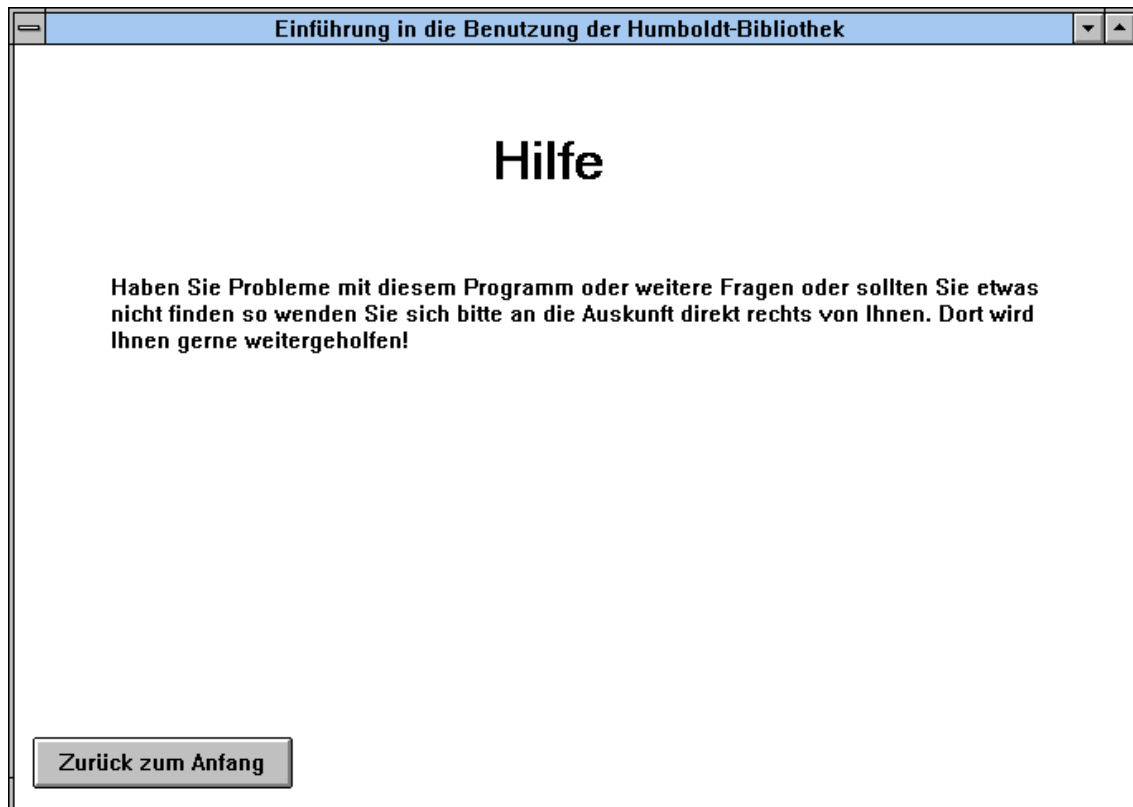 Einführung in die Benutzung der Humboldt-Bibliothek
Hilfe
Haben Sie Probleme mit diesem Programm oder weitere Fragen oder sollten Sie etwas
nicht finden so wenden Sie sich bitte an die Auskunft direkt rechts von Ihnen. Dort wird
Ihnen gerne weitergeholfen!
Zurück zum Anfang